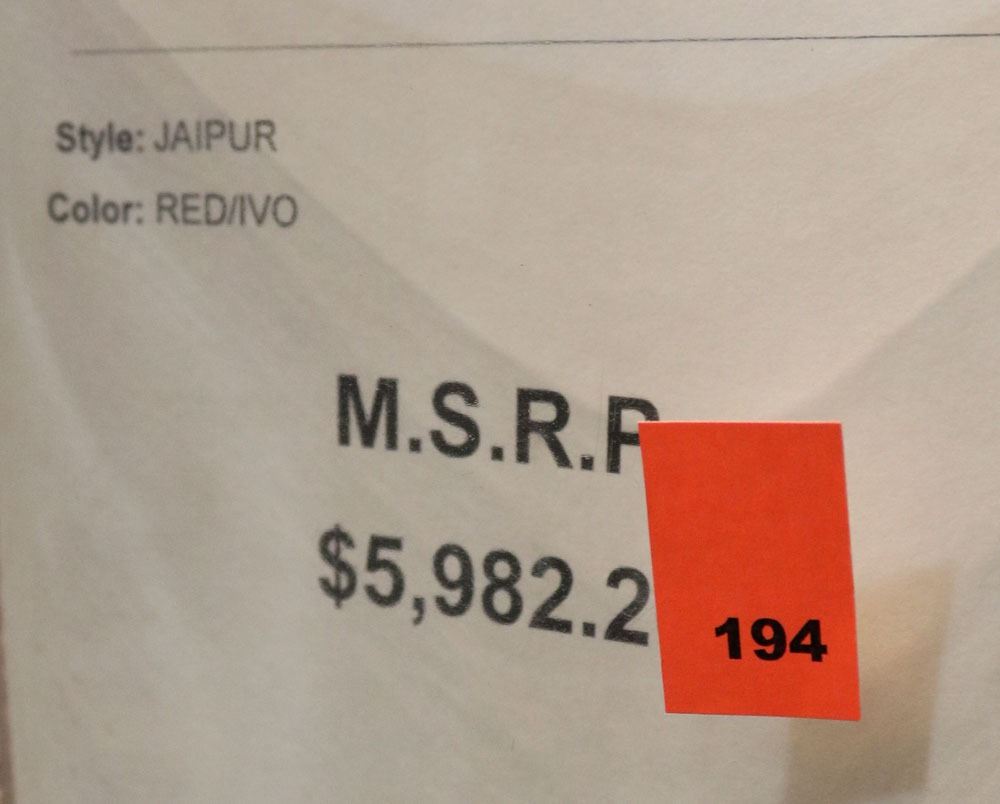 Style: JAIPUR
Color: RED/IVO
M.S.R.P
$5,982.2
194